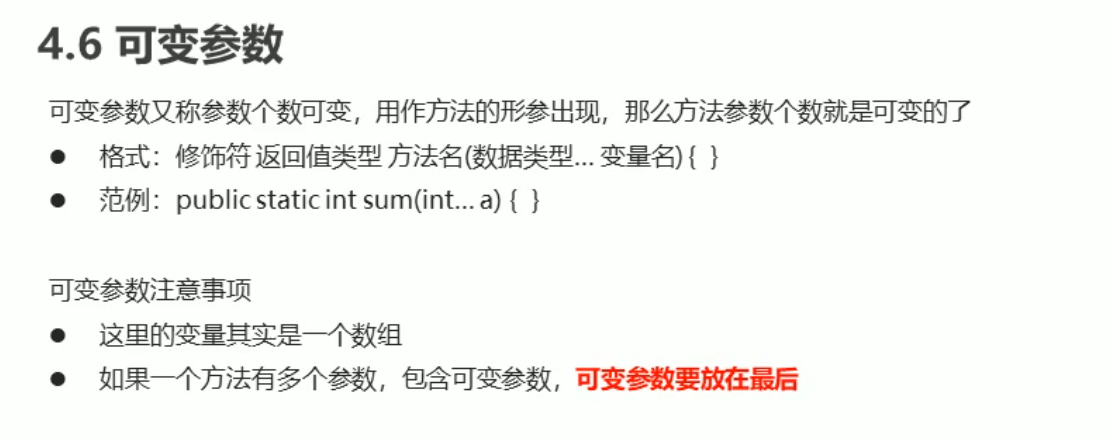 4.6 可变参数
可变参数又称参数个数可变，用作方法的形参出现，那么方法参数个数就是可变的了
● 格式：修饰符 返回值类型 方法名(数据类型… 变量名) { }
● 范例：public static int sum(int… a) { }
可变参数注意事项
● 这里的变量其实是一个数组
● 如果一个方法有多个参数，包含可变参数，可变参数要放在最后